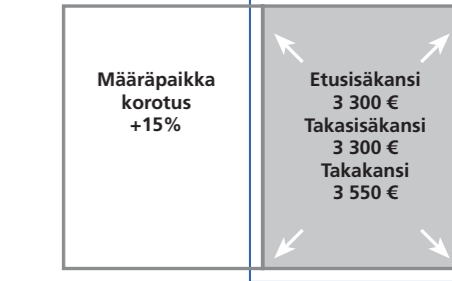 Määräpaikka
korotus
+15%
Etusisäkansi
3 300 €
Takasisäkansi
3 300 €
Takakansi
3 550 €